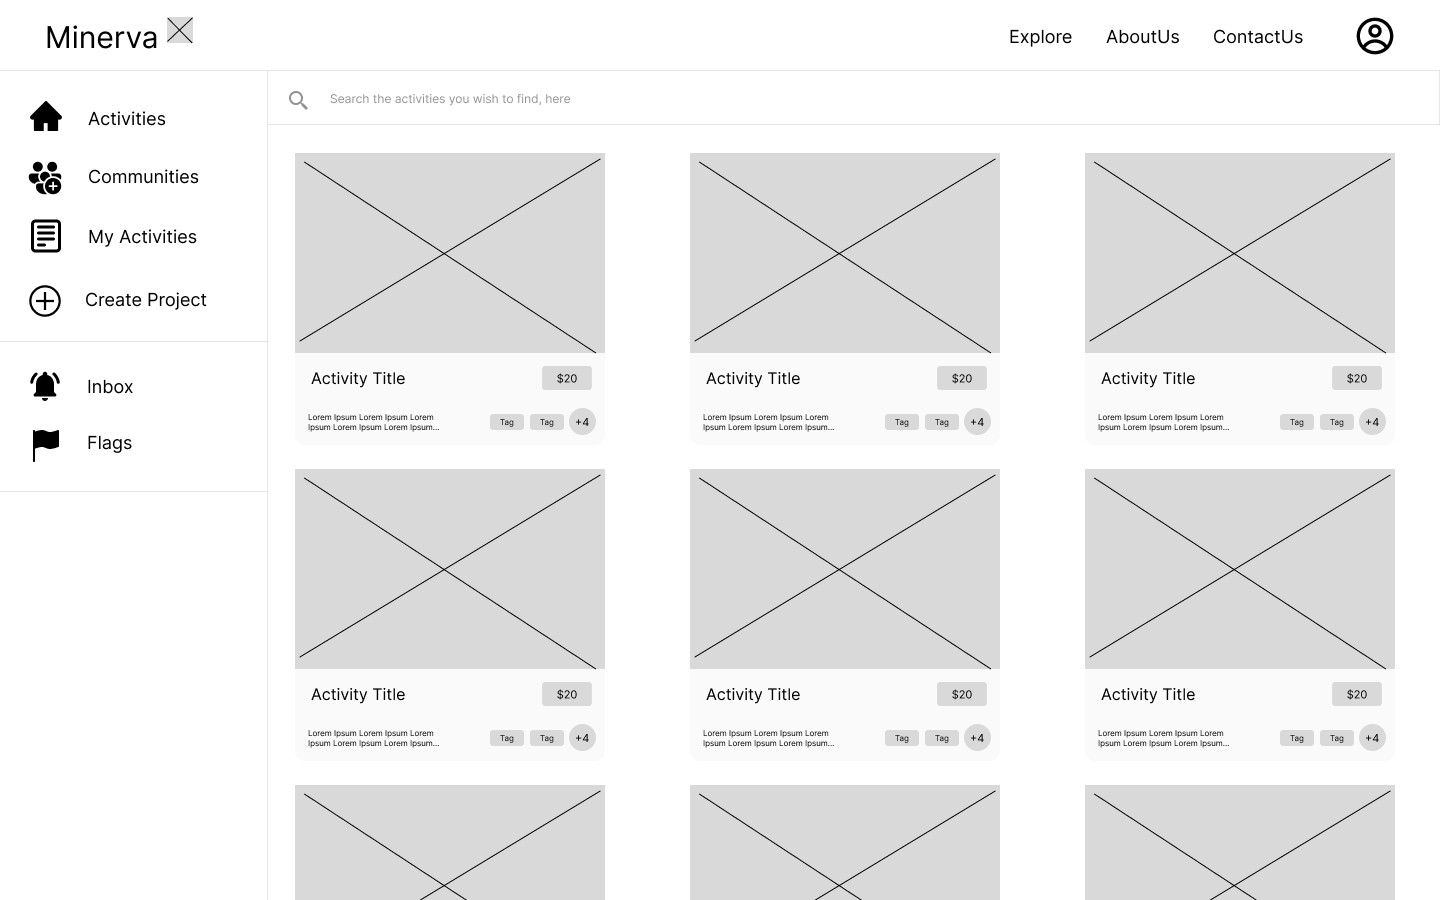 Minerva
Explore
AboutUs
ContactUs
Activities
Communities
My Activities
Create Project
Inbox
Flags
Search the activities you wish to find, here
Activity Title
$20
Lorem Ipsum Lorem Ipsum Lorem
Ipsum Lorem Ipsum Lorem Ipsum...
Tag
Tag
+4
Activity Title
$20
Lorem Ipsum Lorem Ipsum Lorem
Ipsum Lorem Ipsum Lorem Ipsum...
Tag
Tag
+4
Activity Title
$20
Lorem Ipsum Lorem Ipsum Lorem
Ipsum Lorem Ipsum Lorem Ipsum...
Tag
Tag
+4
Activity Title
$20
Lorem Ipsum Lorem Ipsum Lorem
Ipsum Lorem Ipsum Lorem Ipsum...
Tag
Tag
+4
Activity Title
$20
Lorem Ipsum Lorem Ipsum Lorem
Ipsum Lorem Ipsum Lorem Ipsum...
Tag
Tag
+4
Activity Title
$20
Lorem Ipsum Lorem Ipsum Lorem
Ipsum Lorem Ipsum Lorem Ipsum...
Tag
Tag
+4